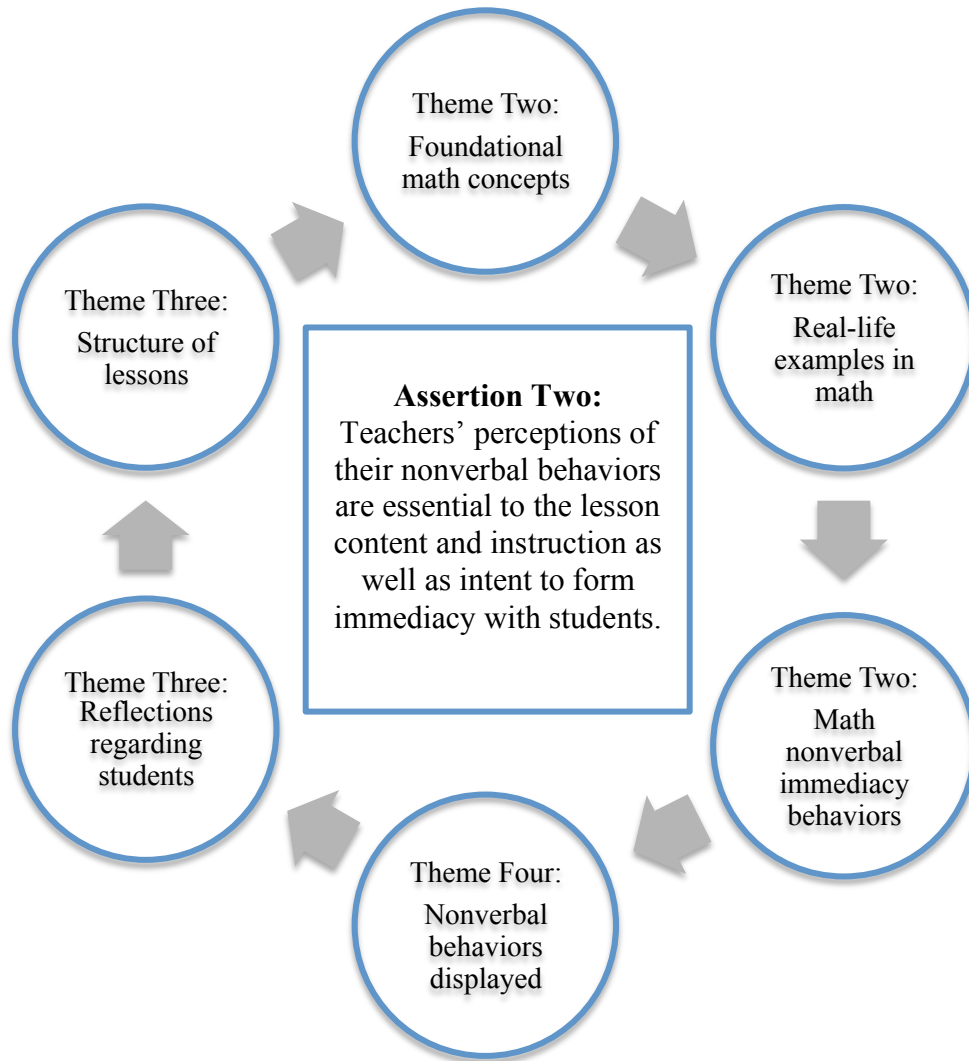 Theme Two:
Foundational
math concepts
Theme Two:
Real-life
examples in
math
Theme Two:
Math
nonverbal
immediacy
behaviors
Theme Four:
Nonverbal
behaviors
displayed
Theme Three:
Reflections
regarding
students
Theme Three:
Structure of
lessons
Assertion Two:
Teachers’ perceptions of
their nonverbal behaviors
are essential to the lesson
content and instruction as
well as intent to form
immediacy with students.